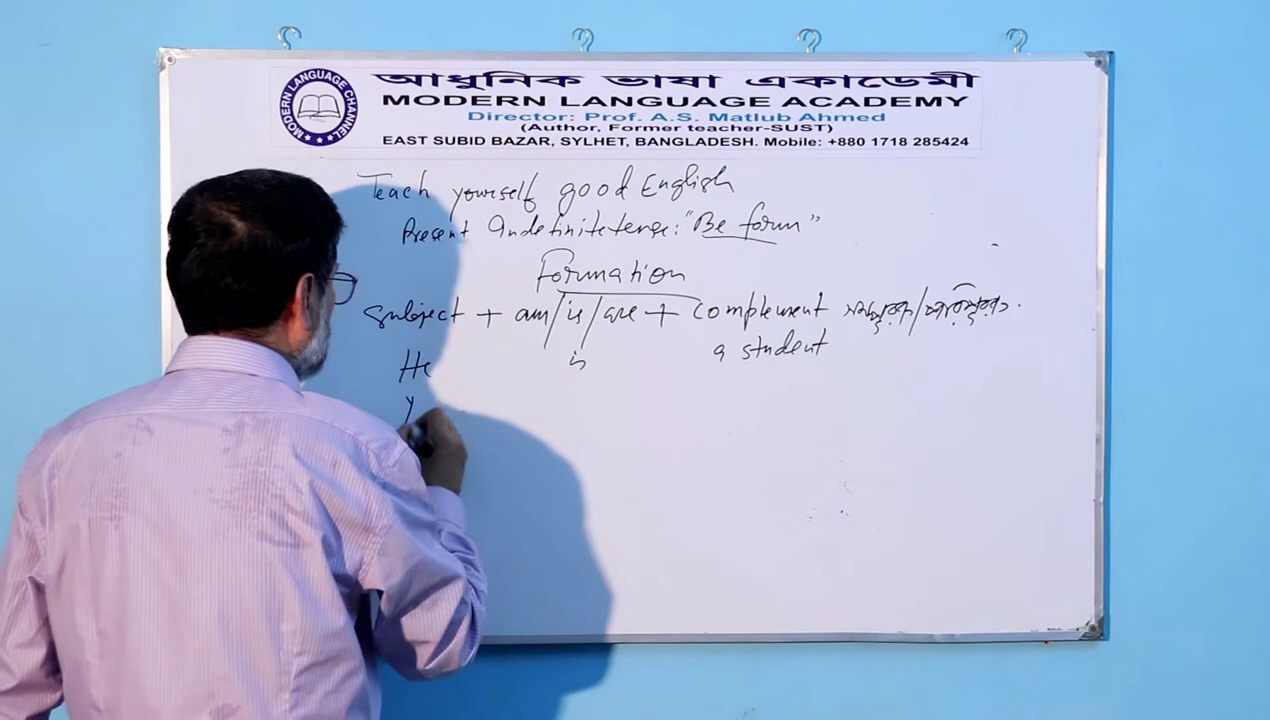 আধুনিক ভাষা একাডেমী
MODERN LANGUAGE ACADEMY
Director: Prof. A.S. Matlub Ahmed
(Author, Former teacher-SUST)
EAST SUBID BAZAR, SYLHET, BANGLADESH. Mobile: +880 1718 285424
MODERN LANGUAGE CHANNEL
Teach yourself good English
Present Indefinite tense: "Be form"
Formation
Subject + am/is/are + complement
He is a student
Y